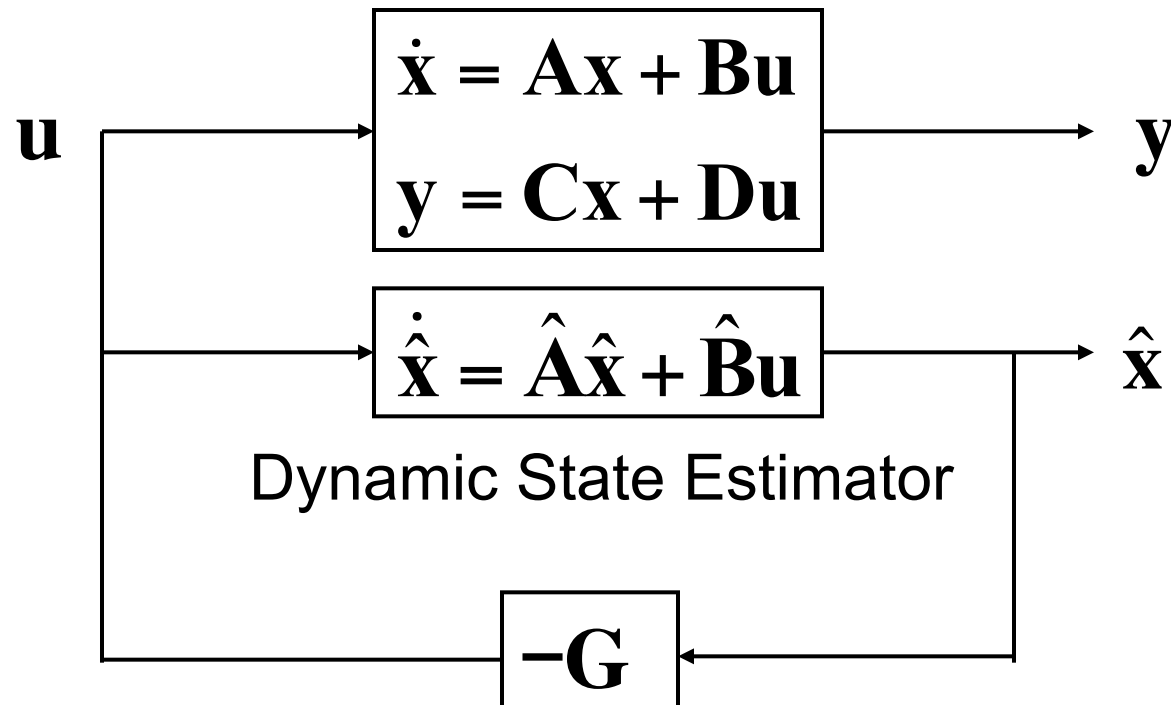 ẋ = Ax + Bu
u
y
y = Cx + Du
x̂̇ = Âx̂ + B̂u
x̂
Dynamic State Estimator
−G